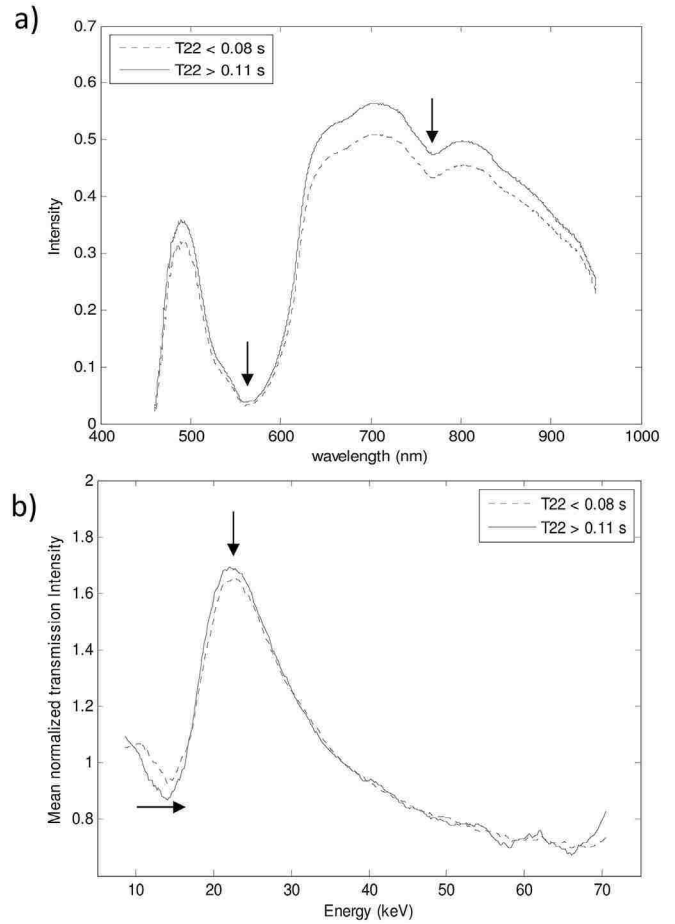 a)
0.7
T22 < 0.08 s
T22 > 0.11 s
0.6
0.5
0.4
Intensity
0.3
0.2
0.1
0
400 500 600 700 800 900 1000
wavelength (nm)
b)
2
T22 < 0.08 s
T22 > 0.11 s
1.8
1.6
1.4
Mean normalized transmission Intensity
1.2
1
0.8
10 20 30 40 50 60 70
Energy (keV)